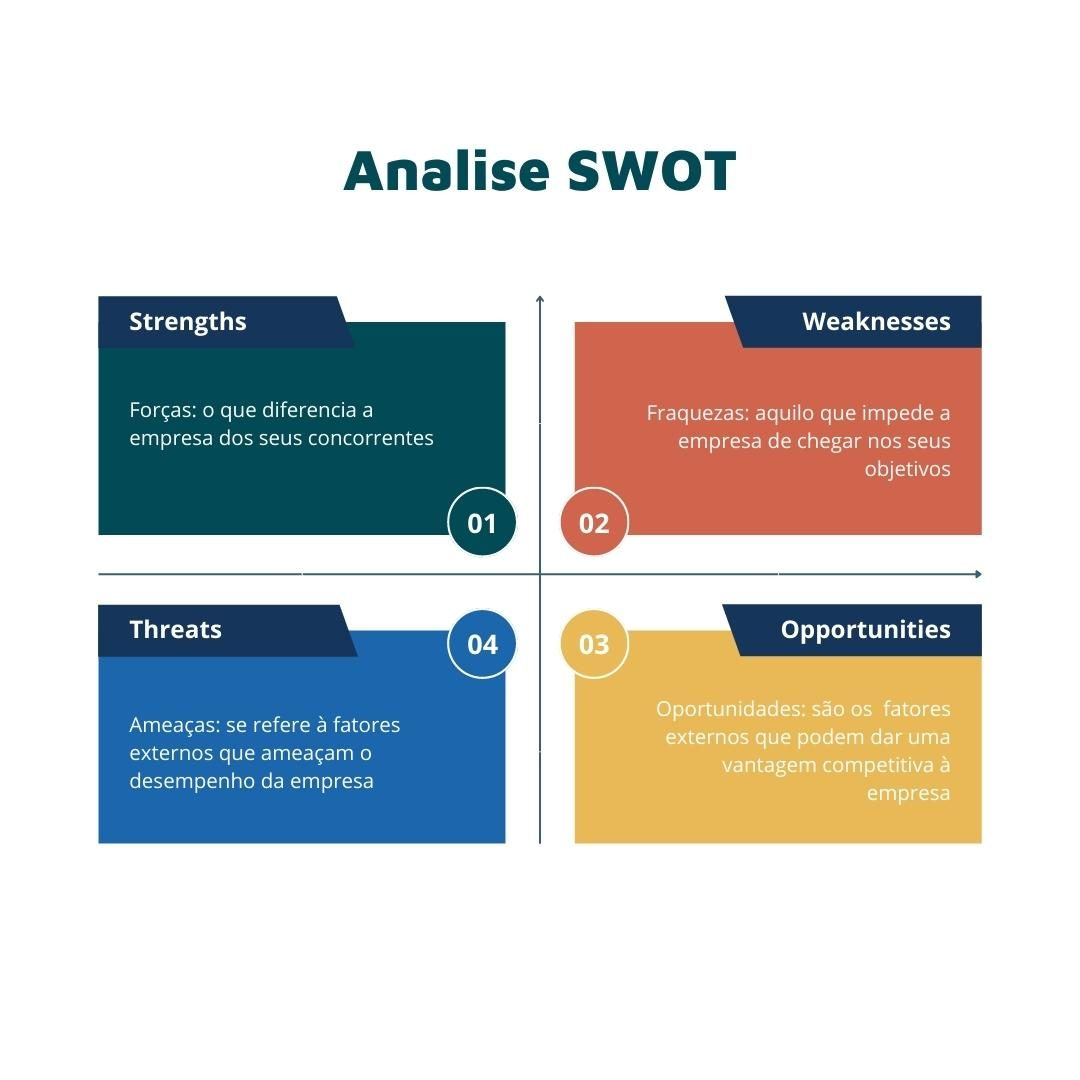 Analise SWOT
Strengths
Forças: o que diferencia a
empresa dos seus concorrentes
01
Weaknesses
Fraquezas: aquilo que impede a
empresa de chegar nos seus
objetivos
02
Threats
04
Ameaças: se refere à fatores
externos que ameaçam o
desempenho da empresa
03
Opportunities
Oportunidades: são os  fatores
externos que podem dar uma
vantagem competitiva à
empresa